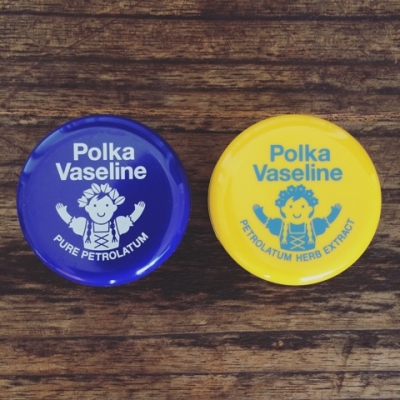 Polka
Vaseline
PURE PETROLATUM
Polka
Vaseline
PETROLATUM HERB EXTRACT